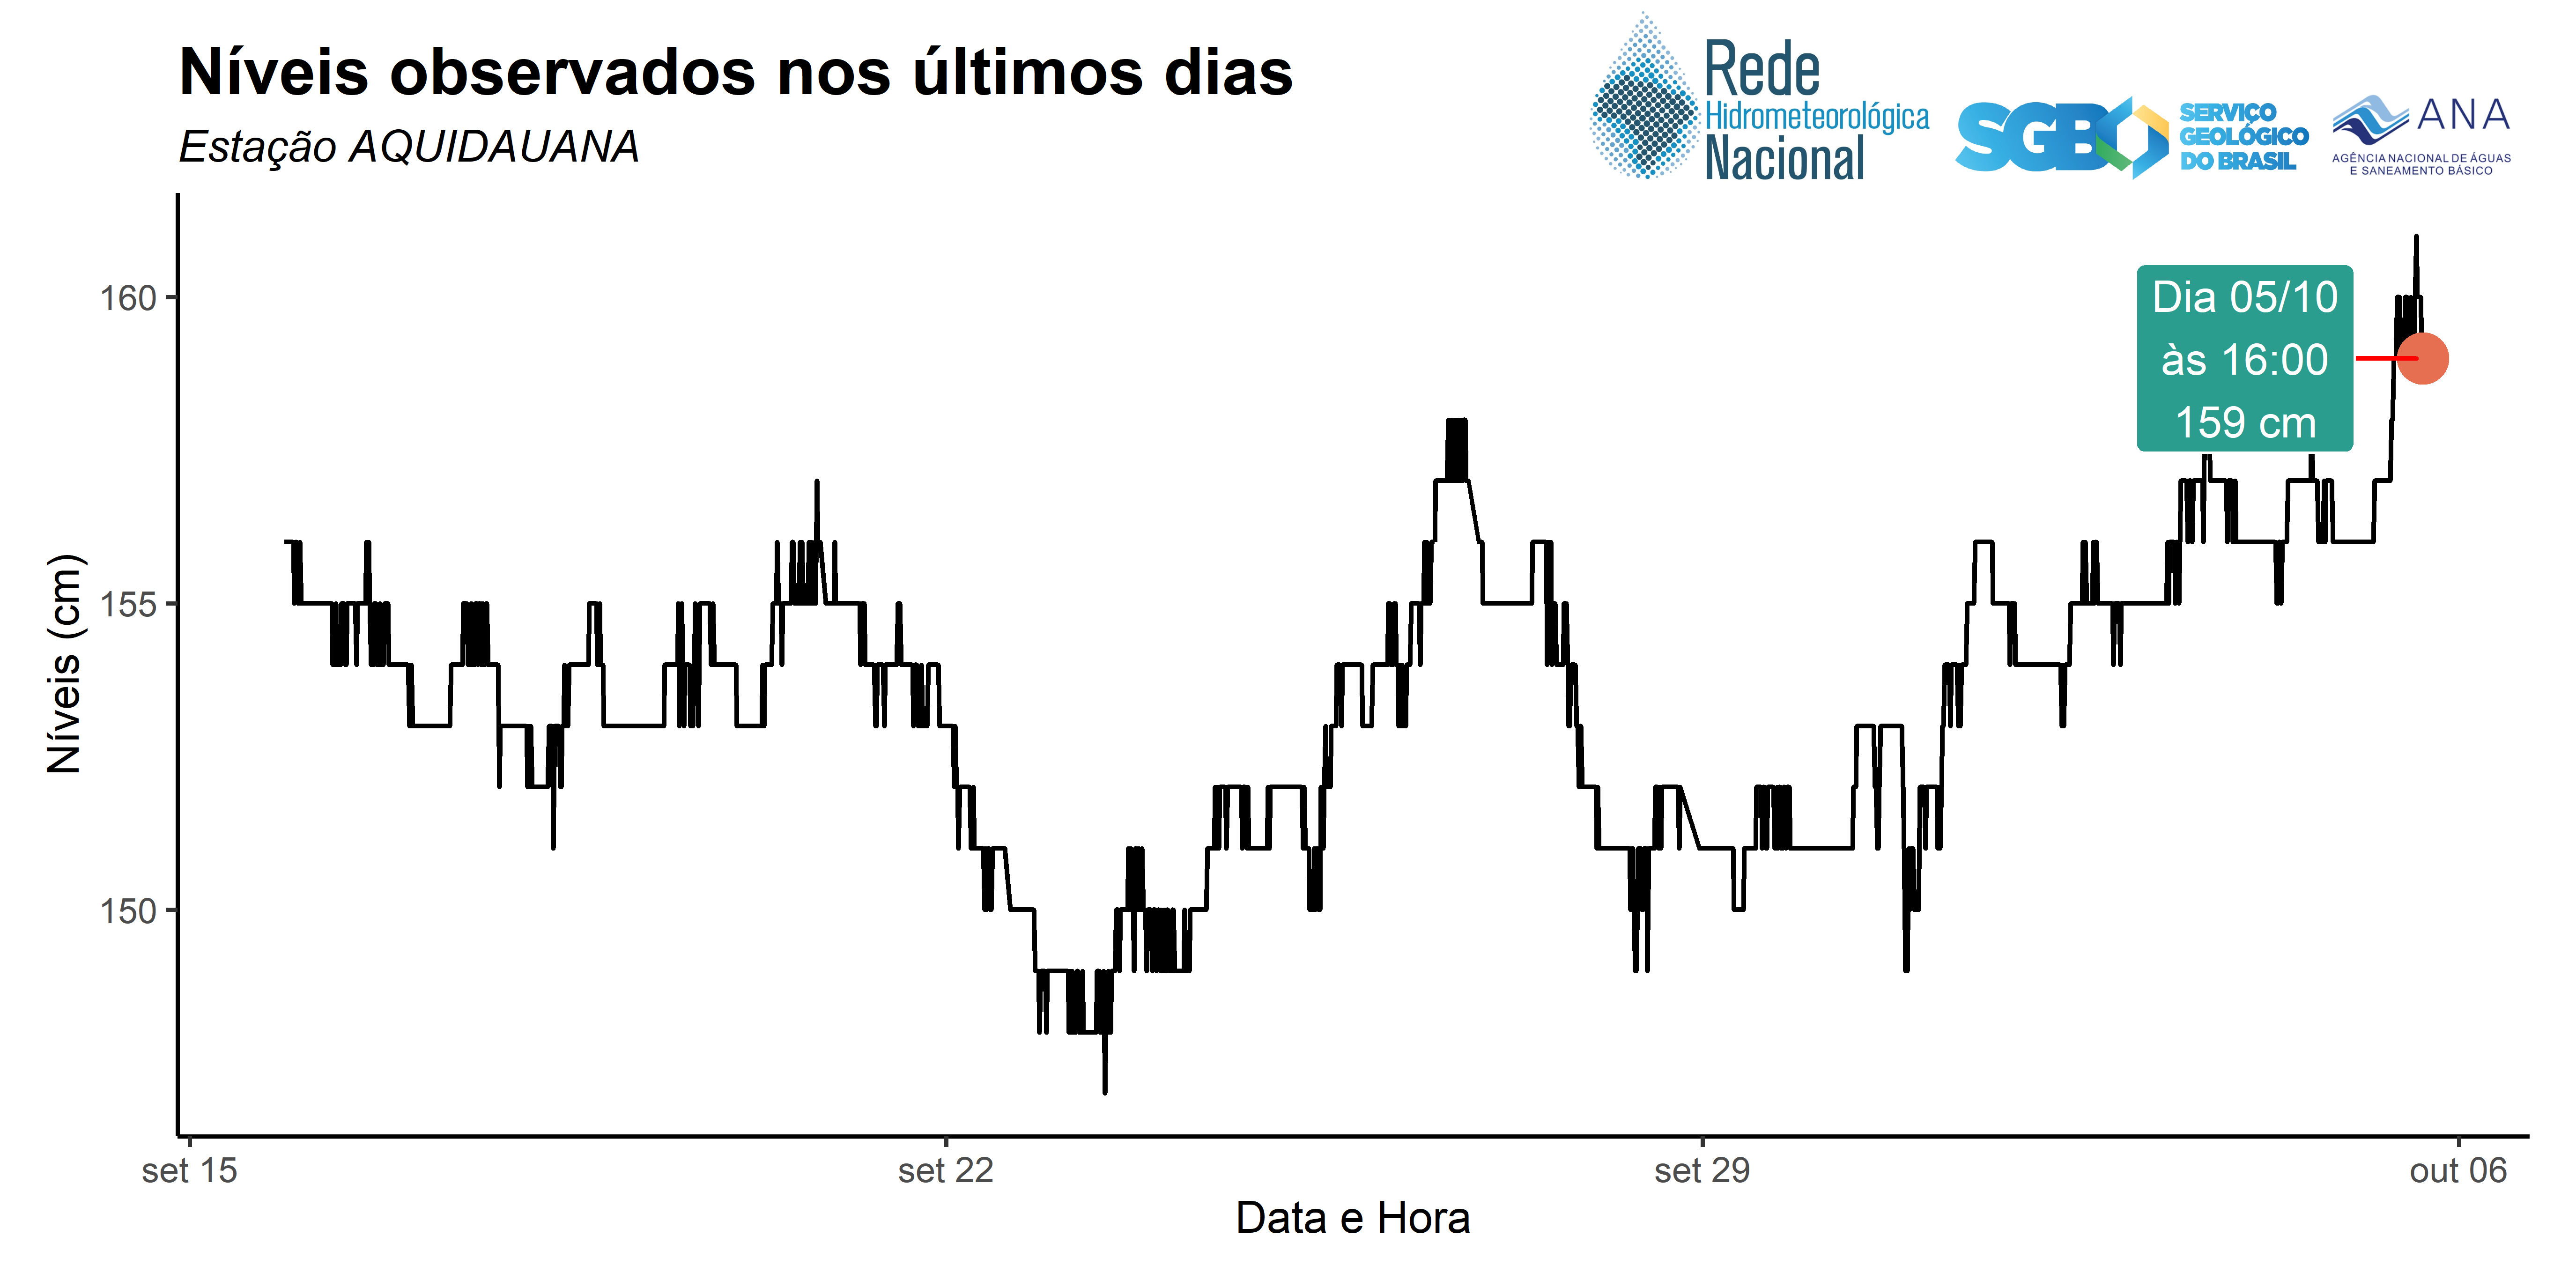 Níveis observados nos últimos dias
Estação AQUIDAUANA
Rede
Hidrometeorológica
Nacional
SGB
SERVIÇO
GEOLÓGICO
DO BRASIL
ANA
AGÊNCIA NACIONAL DE ÁGUAS
E SANEAMENTO BÁSICO
160
155
150
Níveis (cm)
Dia 05/10
às 16:00
159 cm
set 15
set 22
set 29
out 06
Data e Hora